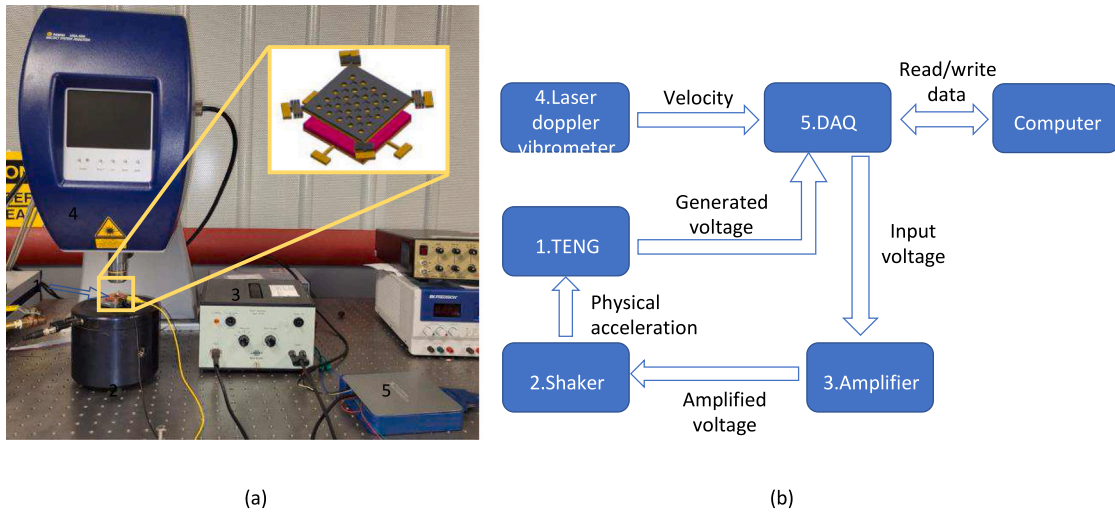 4
3
2
5
(a)
4.Laser
doppler
vibrometer
Velocity
5.DAQ
Read/write
data
Computer
1.TENG
Generated
voltage
Input
voltage
Physical
acceleration
2.Shaker
Amplified
voltage
3.Amplifier
(b)